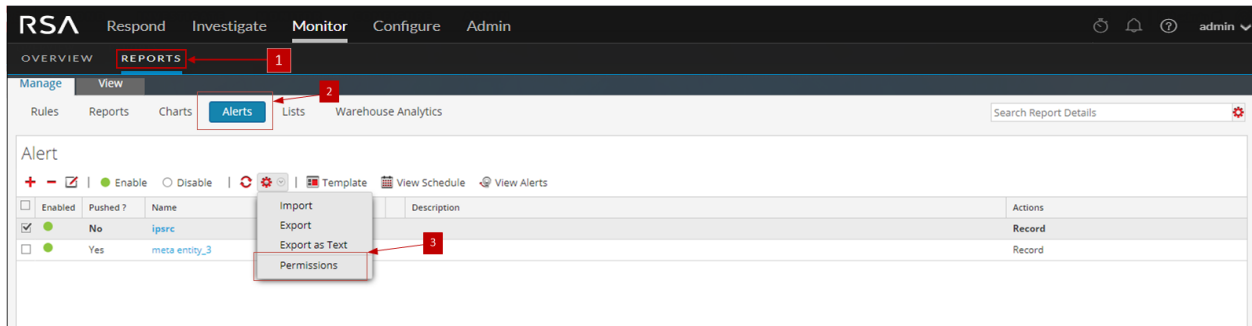 RSA Respond Investigate Monitor Configure Admin admin
OVERVIEW REPORTS 1
Manage View
2
Rules Reports Charts Alerts Lists Warehouse Analytics Search Report Details
Alert
Enable Disable Template View Schedule View Alerts
Enabled Pushed ? Name Description Actions
No ipsrc Record
Yes meta entity_3 Record
Import
Export
Export as Text 3
Permissions